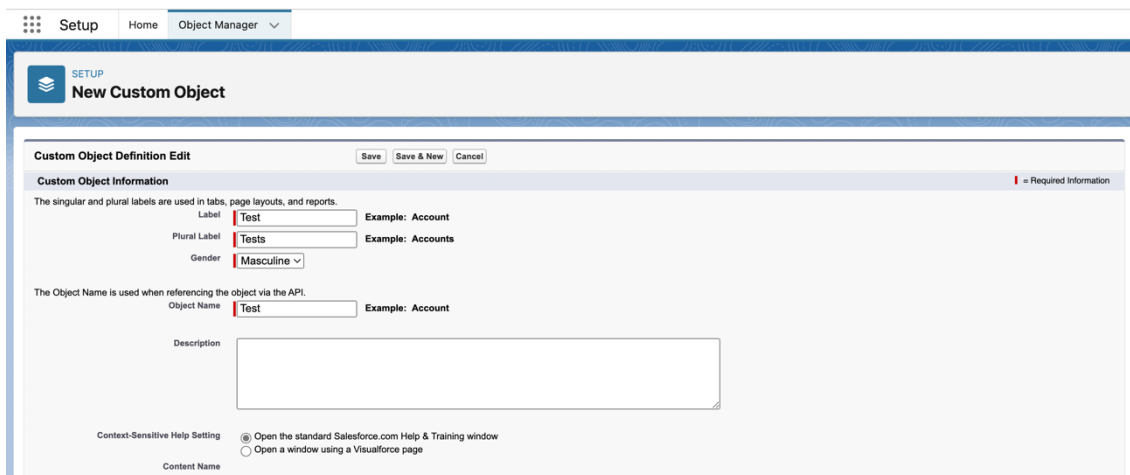 Setup Home Object Manager
SETUP
New Custom Object
Custom Object Definition Edit Save Save & New Cancel
Custom Object Information = Required Information
The singular and plural labels are used in tabs, page layouts, and reports.
Label Test Example: Account
Plural Label Tests Example: Accounts
Gender Masculine
The Object Name is used when referencing the object via the API.
Object Name Test Example: Account
Description
Context-Sensitive Help Setting Open the standard Salesforce.com Help & Training window
Open a window using a Visualforce page
Content Name